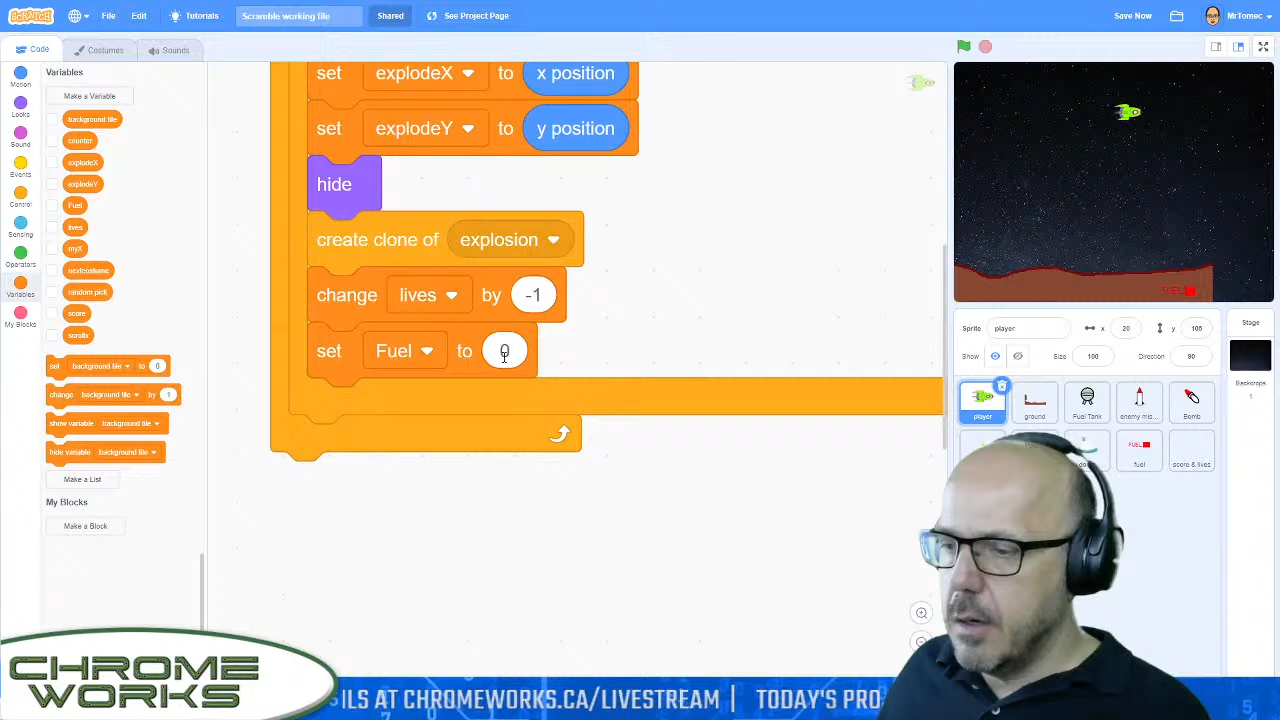 SCRATCH
File
Edit
Tutorials
Scramble working file
Shared
See Project Page
Save Now
MrTomec
Code
Costumes
Sounds
Motion
Looks
Sound
Events
Control
Sensing
Operators
Variables
My Blocks
Variables
Make a Variable
background tile
counter
explodeX
explodeY
Fuel
lives
myX
nextcostume
random pick
score
scrollx
set background tile to 0
change background tile by 1
show variable background tile
hide variable background tile
Make a List
My Blocks
Make a Block
set explodeX to x position
set explodeY to y position
hide
create clone of explosion
change lives by -1
set Fuel to 0
FUEL
Sprite player x 20 y 105
Show Size 100 Direction 90
Stage
Backdrops
1
player
ground
Fuel Tank
enemy mis...
Bomb
FUEL
fuel
score & lives
CHROME
WORKS
ILS AT CHROMEWORKS.CA/LIVESTREAM | TODAY'S PRO